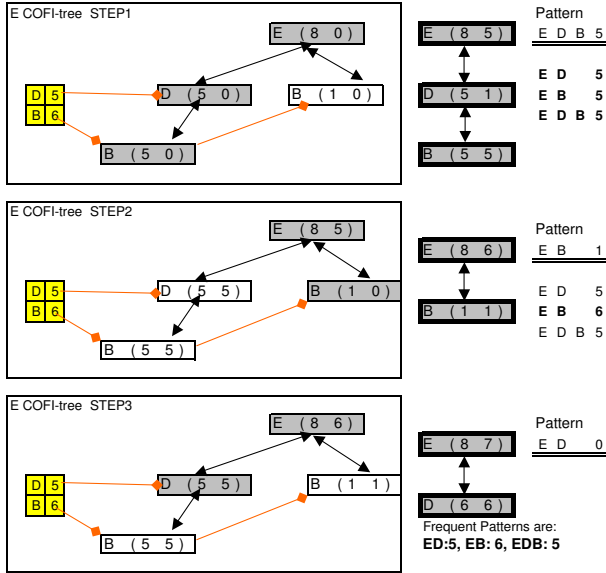 E COFI-tree STEP1
E ( 8 0 )
D 5
B 6
D ( 5 0 )
B ( 1 0 )
B ( 5 0 )
E ( 8 5 )
D ( 5 1 )
B ( 5 5 )
Pattern
E D B 5
E D 5
E B 5
E D B 5
E COFI-tree STEP2
E ( 8 5 )
D 5
B 6
D ( 5 5 )
B ( 1 0 )
B ( 5 5 )
E ( 8 6 )
B ( 1 1 )
Pattern
E B 1
E D 5
E B 6
E D B 5
E COFI-tree STEP3
E ( 8 6 )
D 5
B 6
D ( 5 5 )
B ( 1 1 )
B ( 5 5 )
E ( 8 7 )
D ( 6 6 )
Pattern
E D 0
Frequent Patterns are:
ED:5, EB: 6, EDB: 5